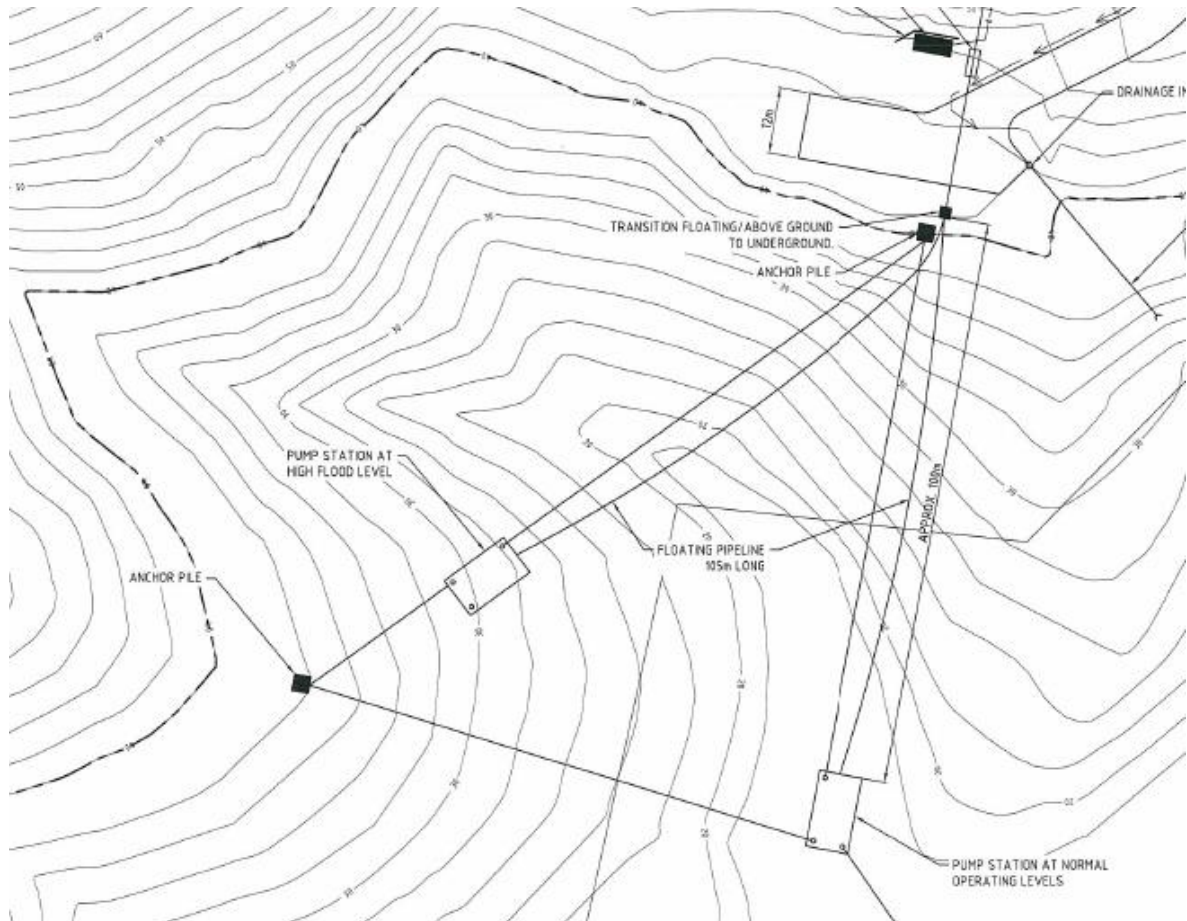 DRAINAGE IN
12m
TRANSITION FLOATING/ABOVE GROUND
TO UNDERGROUND.
ANCHOR PILE
PUMP STATION AT
HIGH FLOOD LEVEL
APPROX. 100m
FLOATING PIPELINE
105m LONG
ANCHOR PILE
PUMP STATION AT NORMAL
OPERATING LEVELS